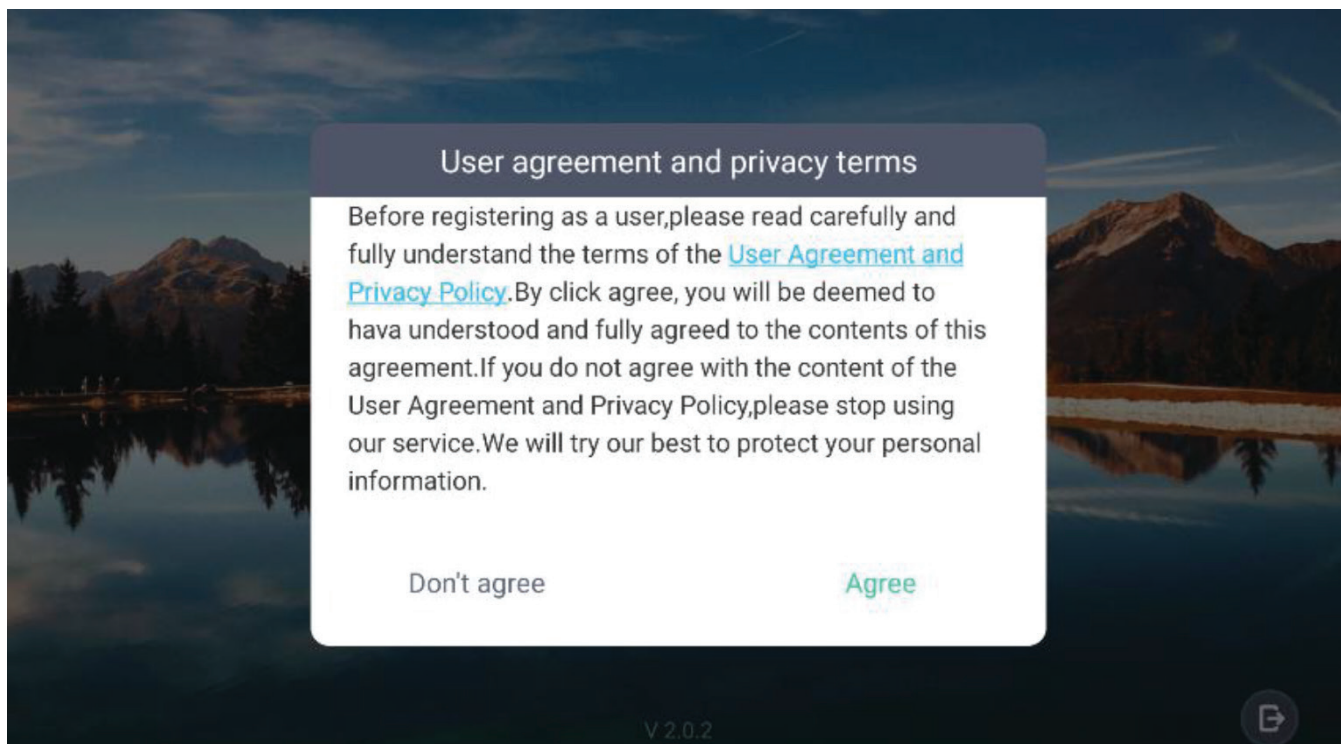 User agreement and privacy terms
Before registering as a user,please read carefully and
fully understand the terms of the User Agreement and
Privacy Policy.By click agree, you will be deemed to
hava understood and fully agreed to the contents of this
agreement.If you do not agree with the content of the
User Agreement and Privacy Policy,please stop using
our service.We will try our best to protect your personal
information.
Don't agree
Agree
V 2.0.2